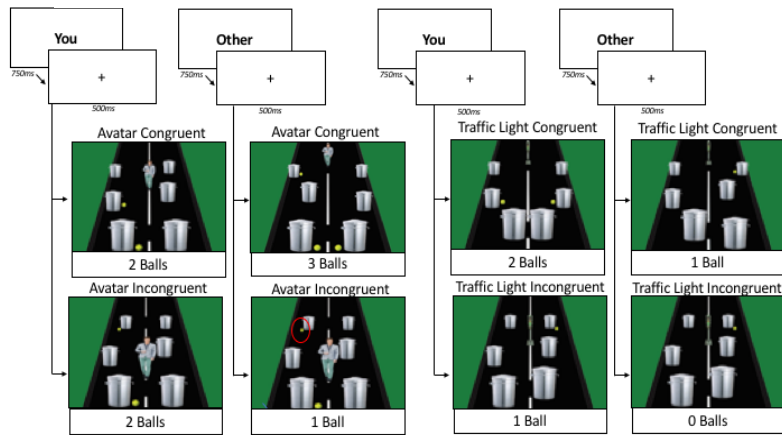 You
750ms
+
500ms
Other
750ms
+
500ms
You
750ms
+
500ms
Other
750ms
+
500ms
Avatar Congruent
2 Balls
Avatar Congruent
3 Balls
Traffic Light Congruent
2 Balls
Traffic Light Congruent
1 Ball
Avatar Incongruent
2 Balls
Avatar Incongruent
1 Ball
Traffic Light Incongruent
1 Ball
Traffic Light Incongruent
0 Balls